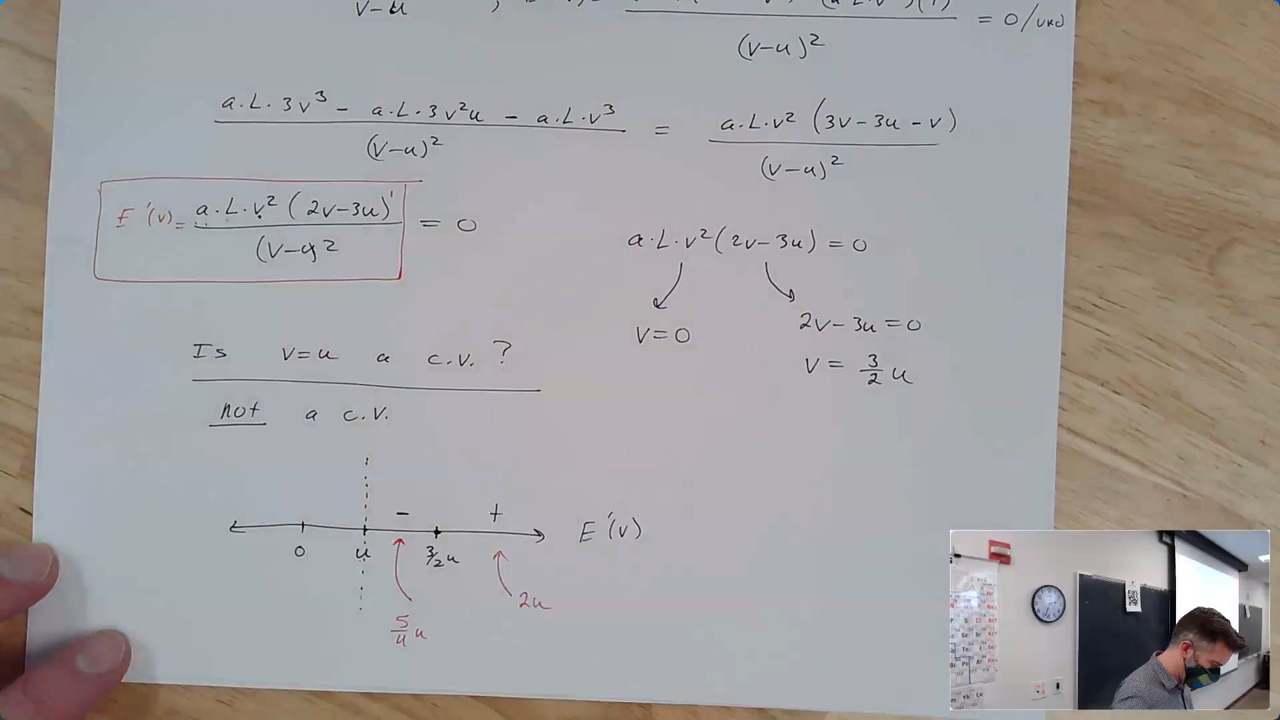 v-u
(v-u)² = 0/und
a.L.3v³ - a.L.3v²u - a.L.v³ / (v-u)² = a.L.v² (3v-3u-v) / (v-u)²
E'(v) = a.L.v² (2v-3u) / (v-u)² = 0
a.L.v²(2v-3u) = 0
v=0
2v-3u=0
v = 3/2 u
Is v=u a c.v.?
not a c.v.
- +
0 u 3/2u E'(v)
5/4 u 2u